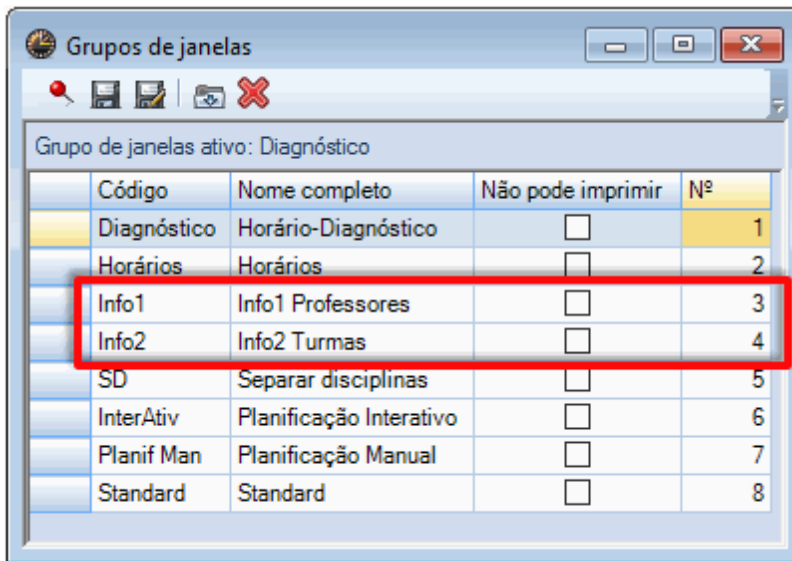 Grupos de janelas
Grupo de janelas ativo: Diagnóstico
Código Nome completo Não pode imprimir Nº
Diagnóstico Horário-Diagnóstico 1
Horários Horários 2
Info1 Info1 Professores 3
Info2 Info2 Turmas 4
SD Separar disciplinas 5
InterAtiv Planificação Interativo 6
Planif Man Planificação Manual 7
Standard Standard 8